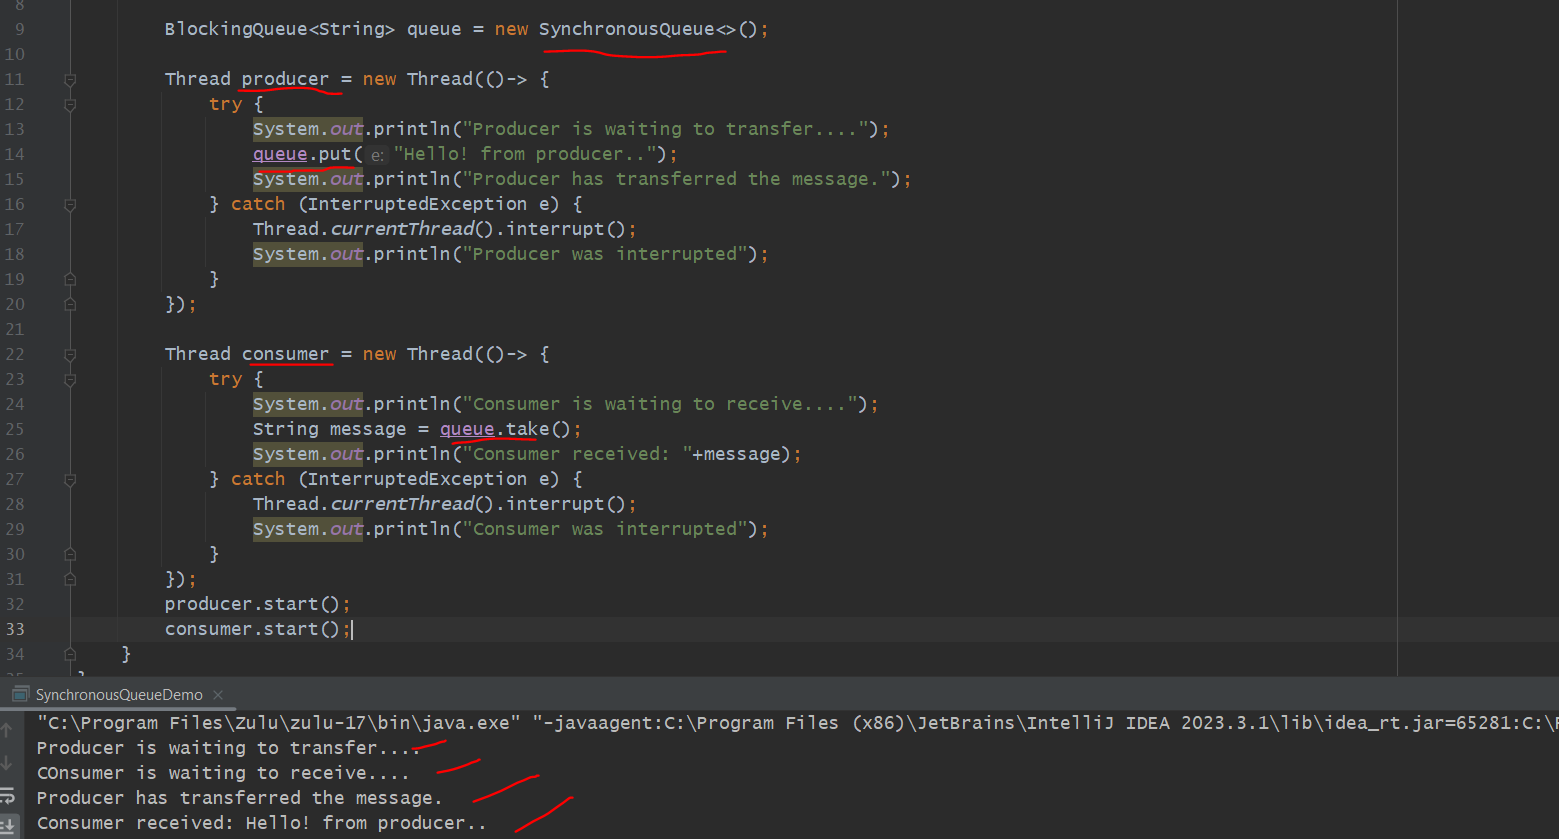 8
9 BlockingQueue<String> queue = new SynchronousQueue<>();
10
11 Thread producer = new Thread(()-> {
12 try {
13 System.out.println("Producer is waiting to transfer....");
14 queue.put( e: "Hello! from producer..");
15 System.out.println("Producer has transferred the message.");
16 } catch (InterruptedException e) {
17 Thread.currentThread().interrupt();
18 System.out.println("Producer was interrupted");
19 }
20 });
21
22 Thread consumer = new Thread(()-> {
23 try {
24 System.out.println("Consumer is waiting to receive....");
25 String message = queue.take();
26 System.out.println("Consumer received: "+message);
27 } catch (InterruptedException e) {
28 Thread.currentThread().interrupt();
29 System.out.println("Consumer was interrupted");
30 }
31 });
32 producer.start();
33 consumer.start();
34 }
SynchronousQueueDemo
"C:\Program Files\Zulu\zulu-17\bin\java.exe" "-javaagent:C:\Program Files (x86)\JetBrains\IntelliJ IDEA 2023.3.1\lib\idea_rt.jar=65281:C:\
Producer is waiting to transfer....
COnsumer is waiting to receive....
Producer has transferred the message.
Consumer received: Hello! from producer..